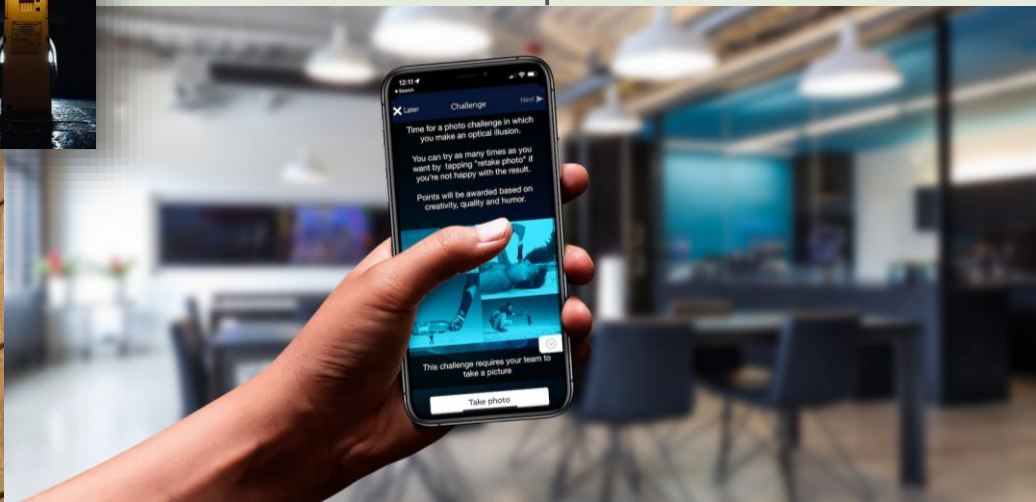 12:11
Search
Later
Challenge
Next
Time for a photo challenge in which
you make an optical illusion.
You can try as many times as you
want by tapping "retake photo" if
you're not happy with the result.
Points will be awarded based on
creativity, quality and humor.
This challenge requires your team to
take a picture
Take photo